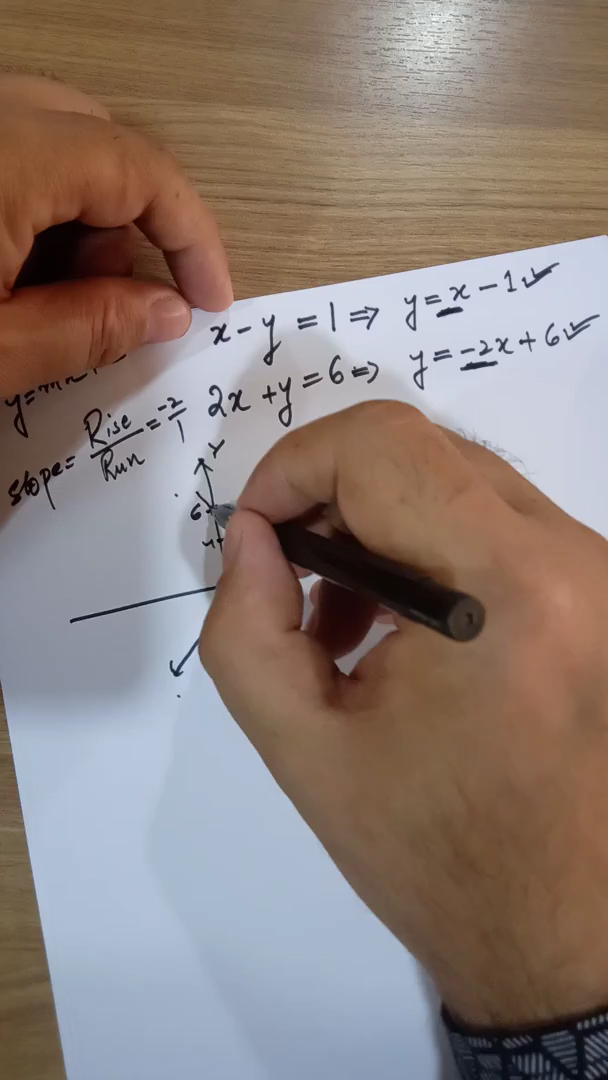 x - y = 1 ⇒ y = x - 1 ✓
2x + y = 6 ⇒ y = -2x + 6 ✓
slope = Rise/Run = -2/1
y
6
4